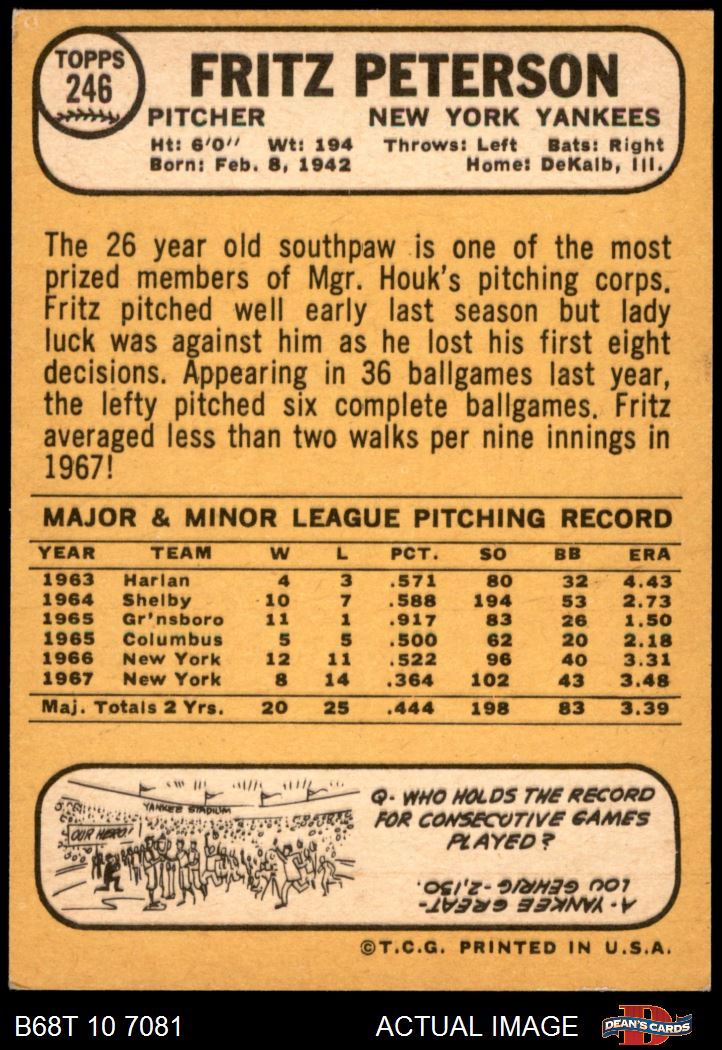 TOPPS
246
FRITZ PETERSON
PITCHER NEW YORK YANKEES
Ht: 6'0" Wt: 194 Throws: Left Bats: Right
Born: Feb. 8, 1942 Home: DeKalb, Ill.
The 26 year old southpaw is one of the most
prized members of Mgr. Houk's pitching corps.
Fritz pitched well early last season but lady
luck was against him as he lost his first eight
decisions. Appearing in 36 ballgames last year,
the lefty pitched six complete ballgames. Fritz
averaged less than two walks per nine innings in
1967!
MAJOR & MINOR LEAGUE PITCHING RECORD
YEAR TEAM W L PCT. SO BB ERA
1963 Harlan 4 3 .571 80 32 4.43
1964 Shelby 10 7 .588 194 53 2.73
1965 Gr'nsboro 11 1 .917 83 26 1.50
1965 Columbus 5 5 .500 62 20 2.18
1966 New York 12 11 .522 96 40 3.31
1967 New York 8 14 .364 102 43 3.48
Maj. Totals 2 Yrs. 20 25 .444 198 83 3.39
YANKEE STADIUM
OUR HERO!
Q- WHO HOLDS THE RECORD
FOR CONSECUTIVE GAMES
PLAYED?
A- YANKEE GREAT-
LOU GEHRIG-2,130.
©T.C.G. PRINTED IN U.S.A.
B68T 10 7081 ACTUAL IMAGE
D
DEAN'S CARDS